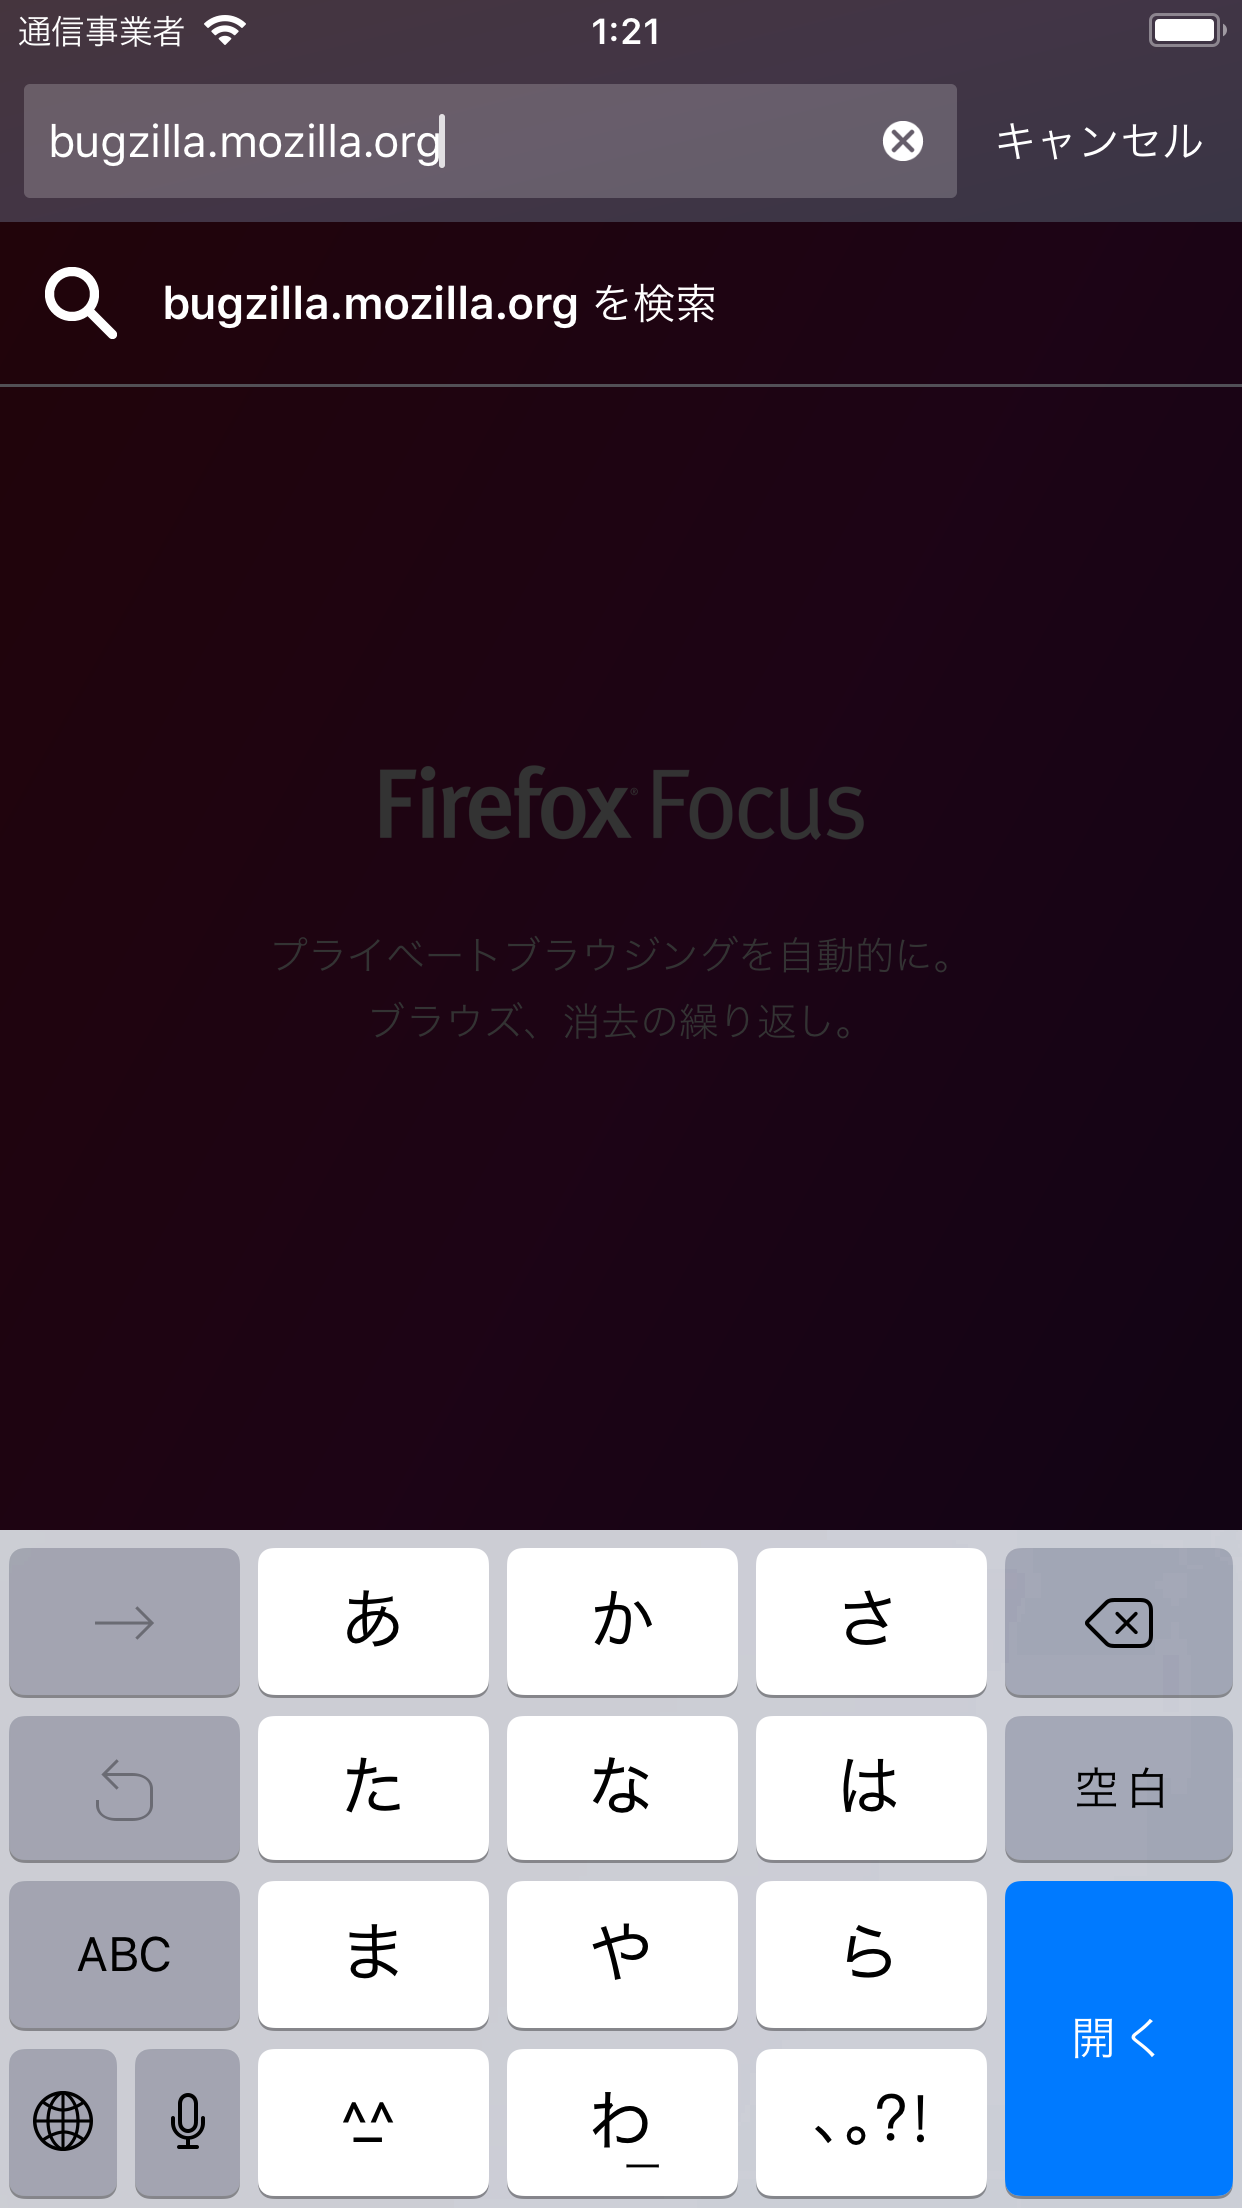 通信事業者 1:21
bugzilla.mozilla.org キャンセル
bugzilla.mozilla.org を検索
Firefox® Focus
プライベートブラウジングを自動的に。
ブラウズ、消去の繰り返し。
→ あ か さ
た な は 空白
ABC ま や ら
開く
^_^ わ_ 、。?!